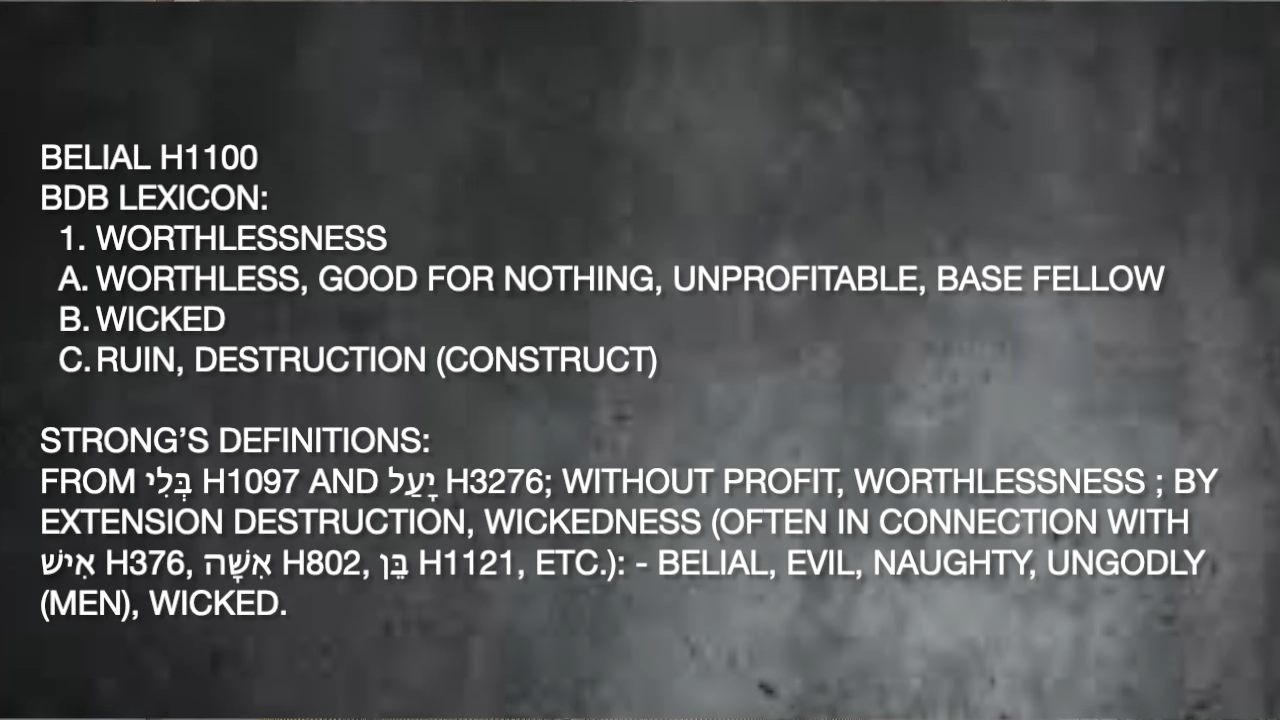 BELIAL H1100
BDB LEXICON:
1. WORTHLESSNESS
A. WORTHLESS, GOOD FOR NOTHING, UNPROFITABLE, BASE FELLOW
B. WICKED
C. RUIN, DESTRUCTION (CONSTRUCT)
STRONG’S DEFINITIONS:
FROM בְּלִי H1097 AND יָעַל H3276; WITHOUT PROFIT, WORTHLESSNESS ; BY
EXTENSION DESTRUCTION, WICKEDNESS (OFTEN IN CONNECTION WITH
אִישׁ H376, אִשָּׁה H802, בֵּן H1121, ETC.): - BELIAL, EVIL, NAUGHTY, UNGODLY
(MEN), WICKED.